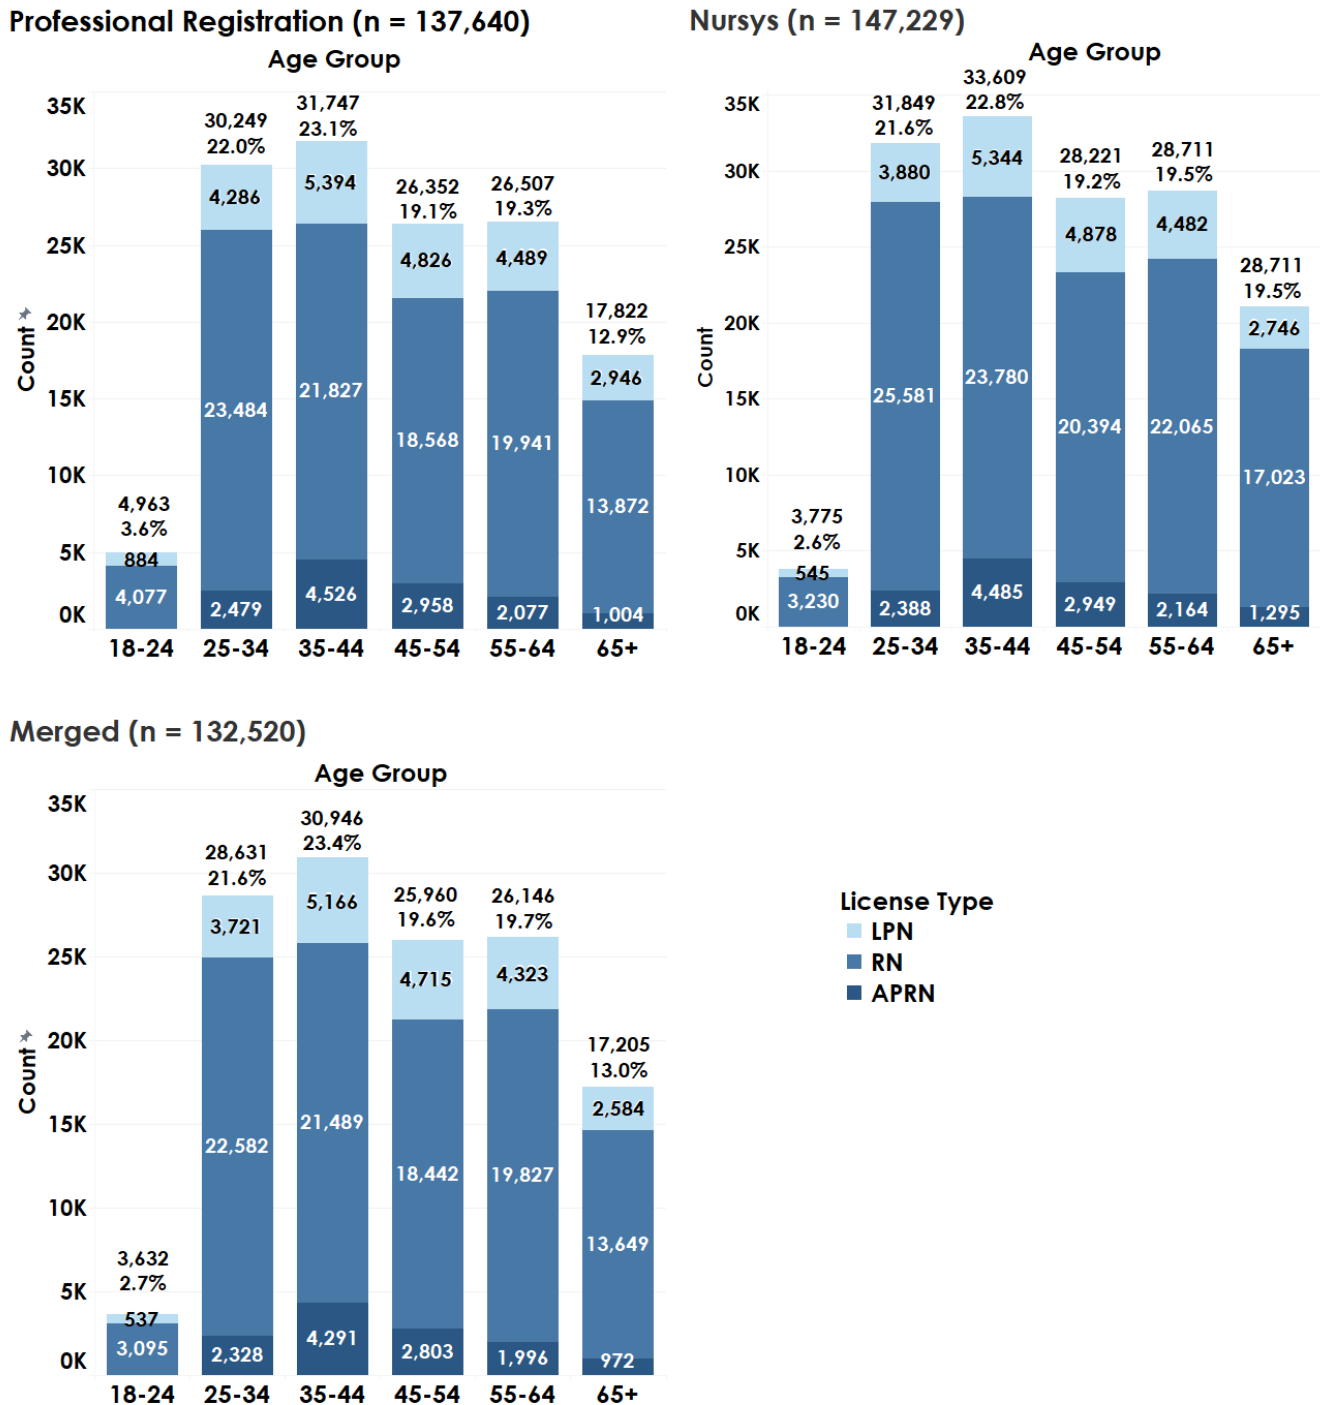 Professional Registration (n = 137,640)
Age Group
Count
35K
30K
25K
20K
15K
10K
5K
0K
4,963
3.6%
884
4,077
30,249
22.0%
4,286
23,484
2,479
31,747
23.1%
5,394
21,827
4,526
26,352
19.1%
4,826
18,568
2,958
26,507
19.3%
4,489
19,941
2,077
17,822
12.9%
2,946
13,872
1,004
18-24 25-34 35-44 45-54 55-64 65+
Nursys (n = 147,229)
Age Group
Count
35K
30K
25K
20K
15K
10K
5K
0K
3,775
2.6%
545
3,230
31,849
21.6%
3,880
25,581
2,388
33,609
22.8%
5,344
23,780
4,485
28,221
19.2%
4,878
20,394
2,949
28,711
19.5%
4,482
22,065
2,164
28,711
19.5%
2,746
17,023
1,295
18-24 25-34 35-44 45-54 55-64 65+
Merged (n = 132,520)
Age Group
Count
35K
30K
25K
20K
15K
10K
5K
0K
3,632
2.7%
537
3,095
28,631
21.6%
3,721
22,582
2,328
30,946
23.4%
5,166
21,489
4,291
25,960
19.6%
4,715
18,442
2,803
26,146
19.7%
4,323
19,827
1,996
17,205
13.0%
2,584
13,649
972
18-24 25-34 35-44 45-54 55-64 65+
License Type
LPN
RN
APRN